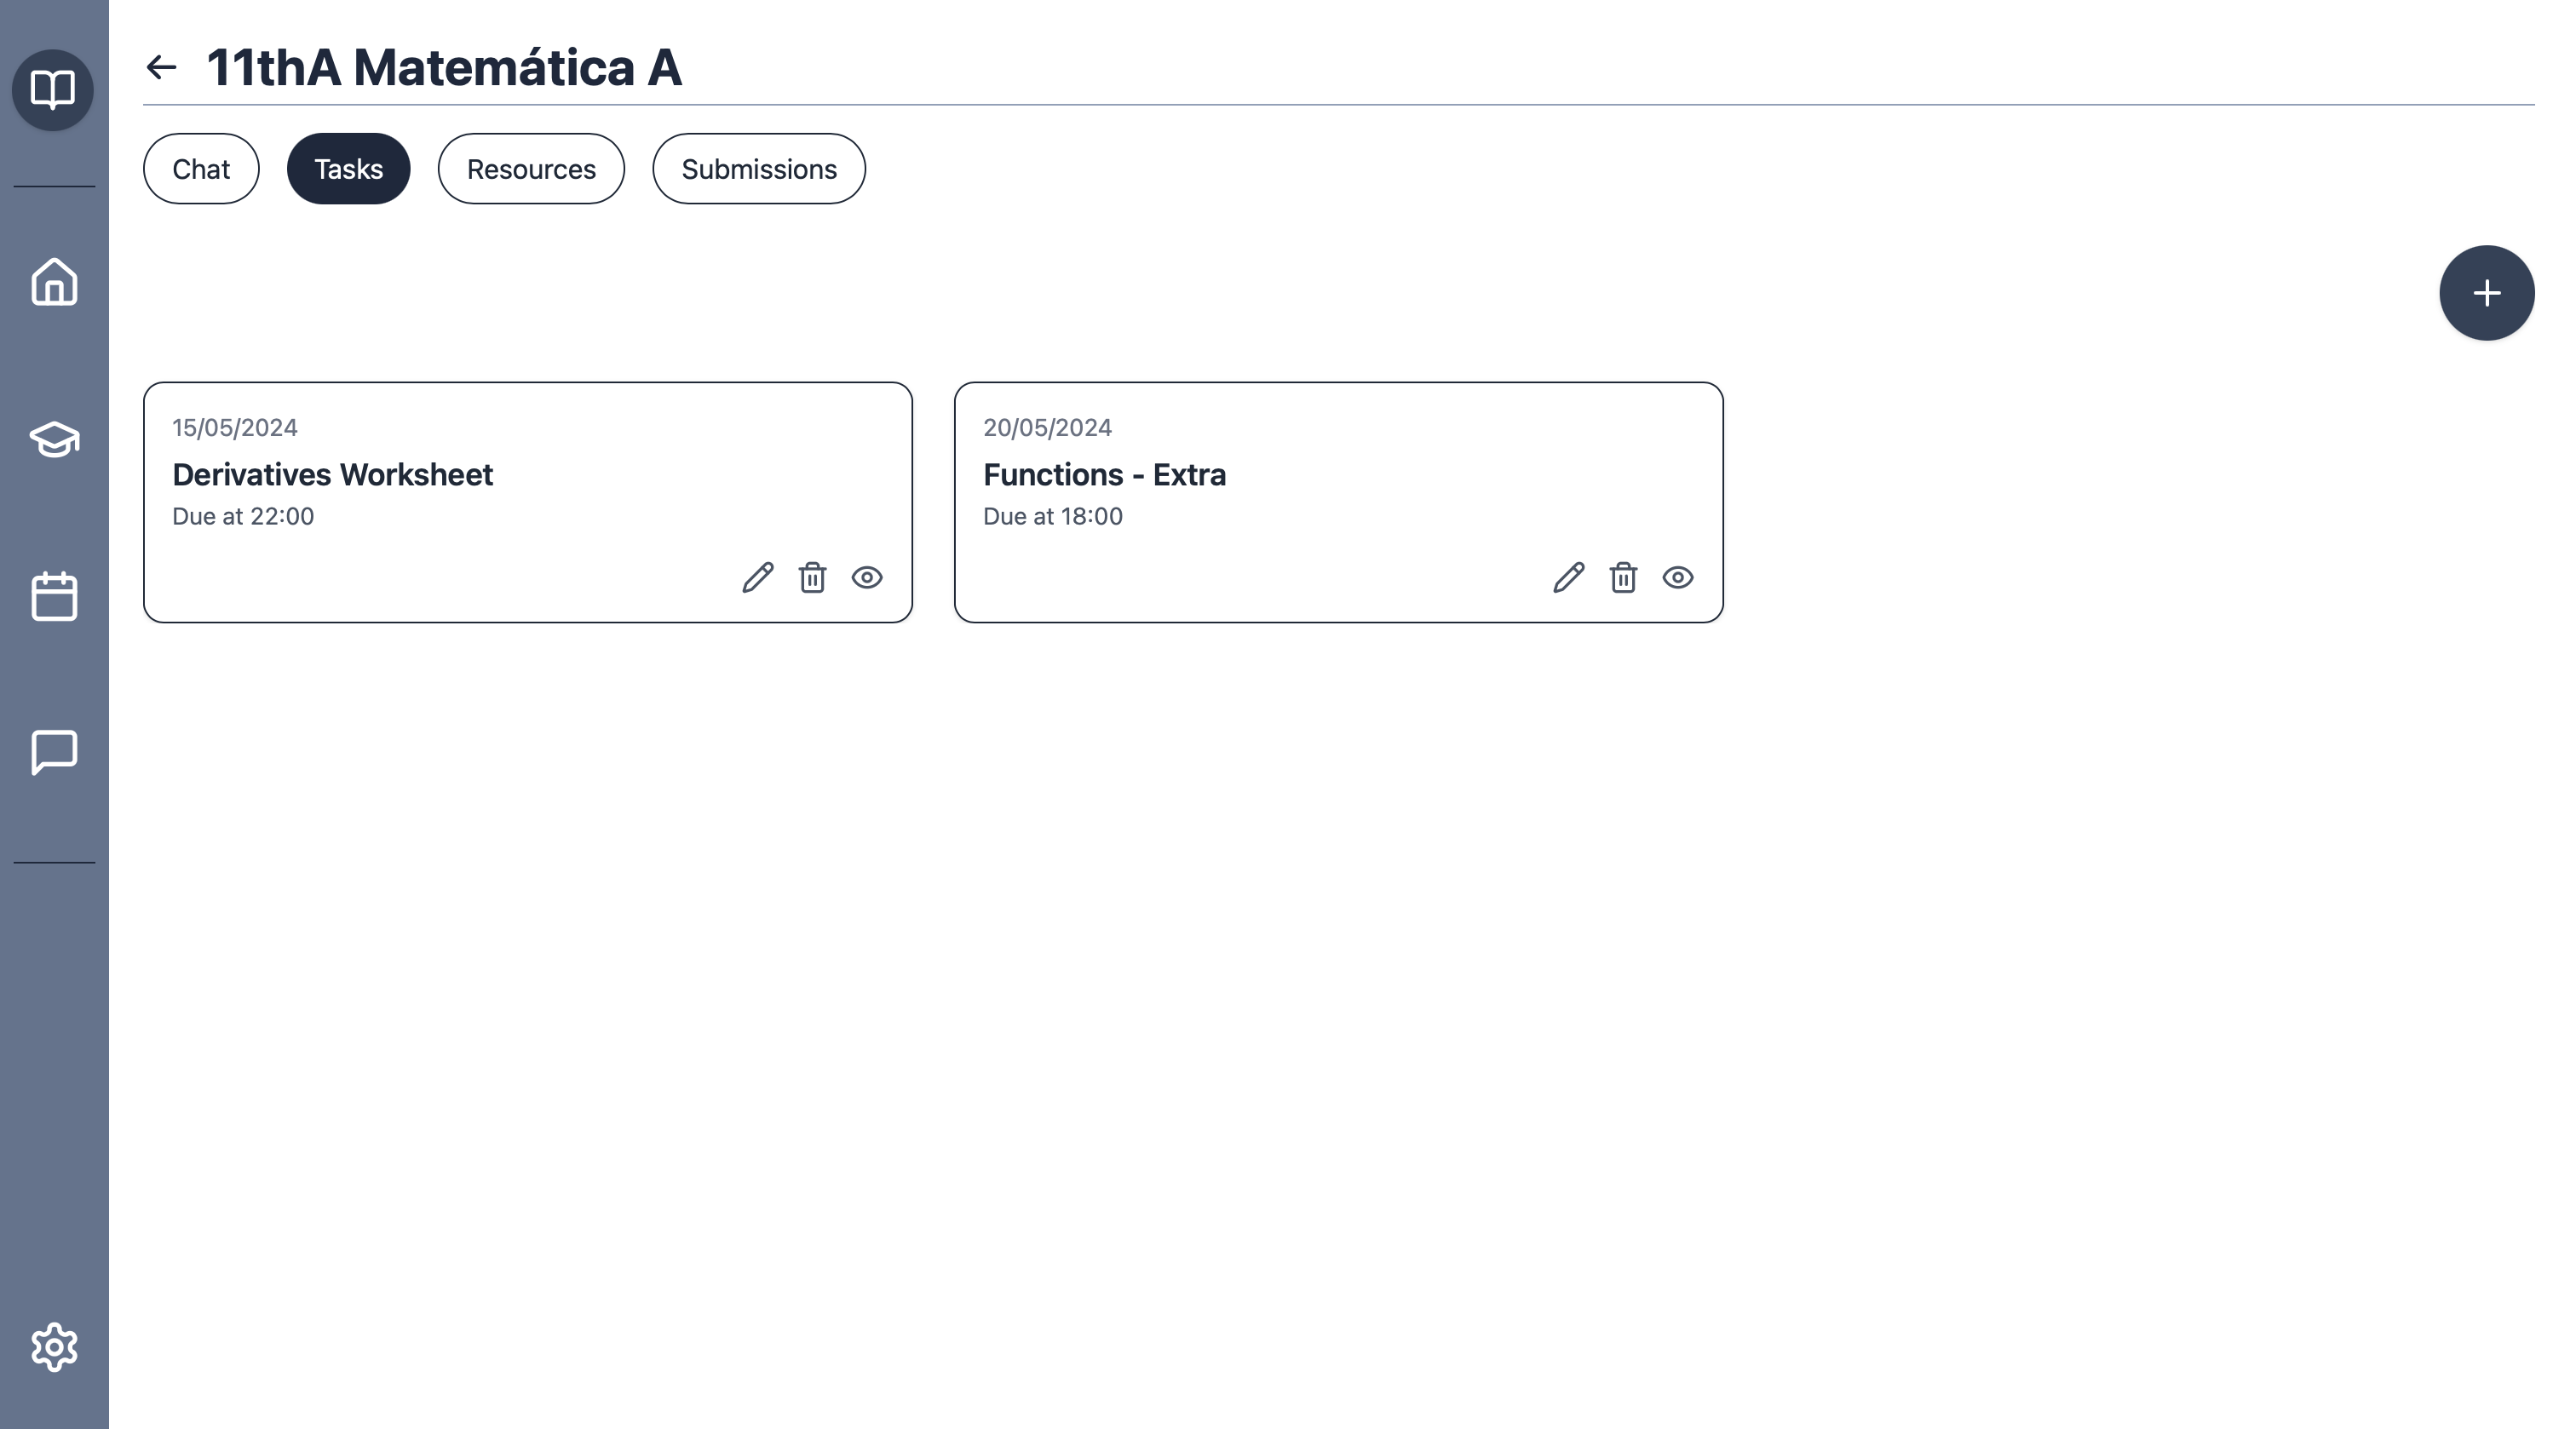 11thA Matemática A
Chat
Tasks
Resources
Submissions
15/05/2024
Derivatives Worksheet
Due at 22:00
20/05/2024
Functions - Extra
Due at 18:00